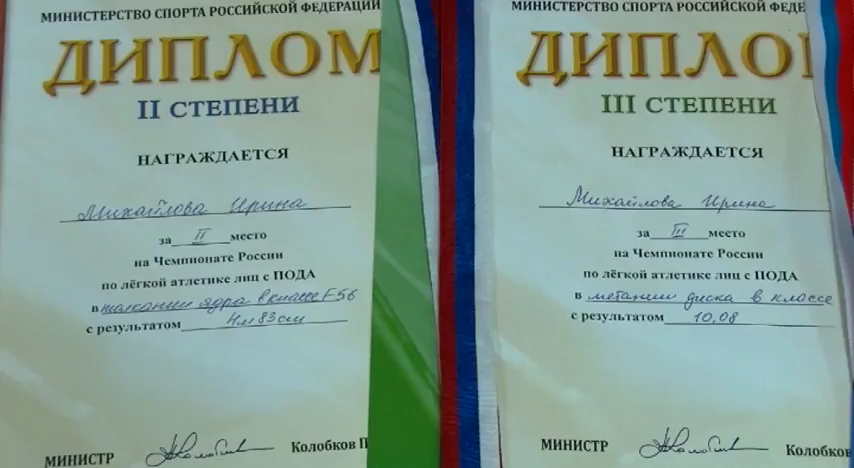 МИНИСТЕРСТВО СПОРТА РОССИЙСКОЙ ФЕДЕРАЦИИ
ДИПЛОМ
II СТЕПЕНИ
НАГРАЖДАЕТСЯ
Михайлова Ирина
за II место
на Чемпионате России
по лёгкой атлетике лиц с ПОДА
в толкании ядра в классе F56
с результатом 4м 83см
МИНИСТР Колобков П
МИНИСТЕРСТВО СПОРТА РОССИЙСКОЙ ФЕДЕ
ДИПЛО
III СТЕПЕНИ
НАГРАЖДАЕТСЯ
Михайлова Ирина
за III место
на Чемпионате России
по лёгкой атлетике лиц с ПОДА
в метании диска в классе
с результатом 10,08
МИНИСТР Колобков